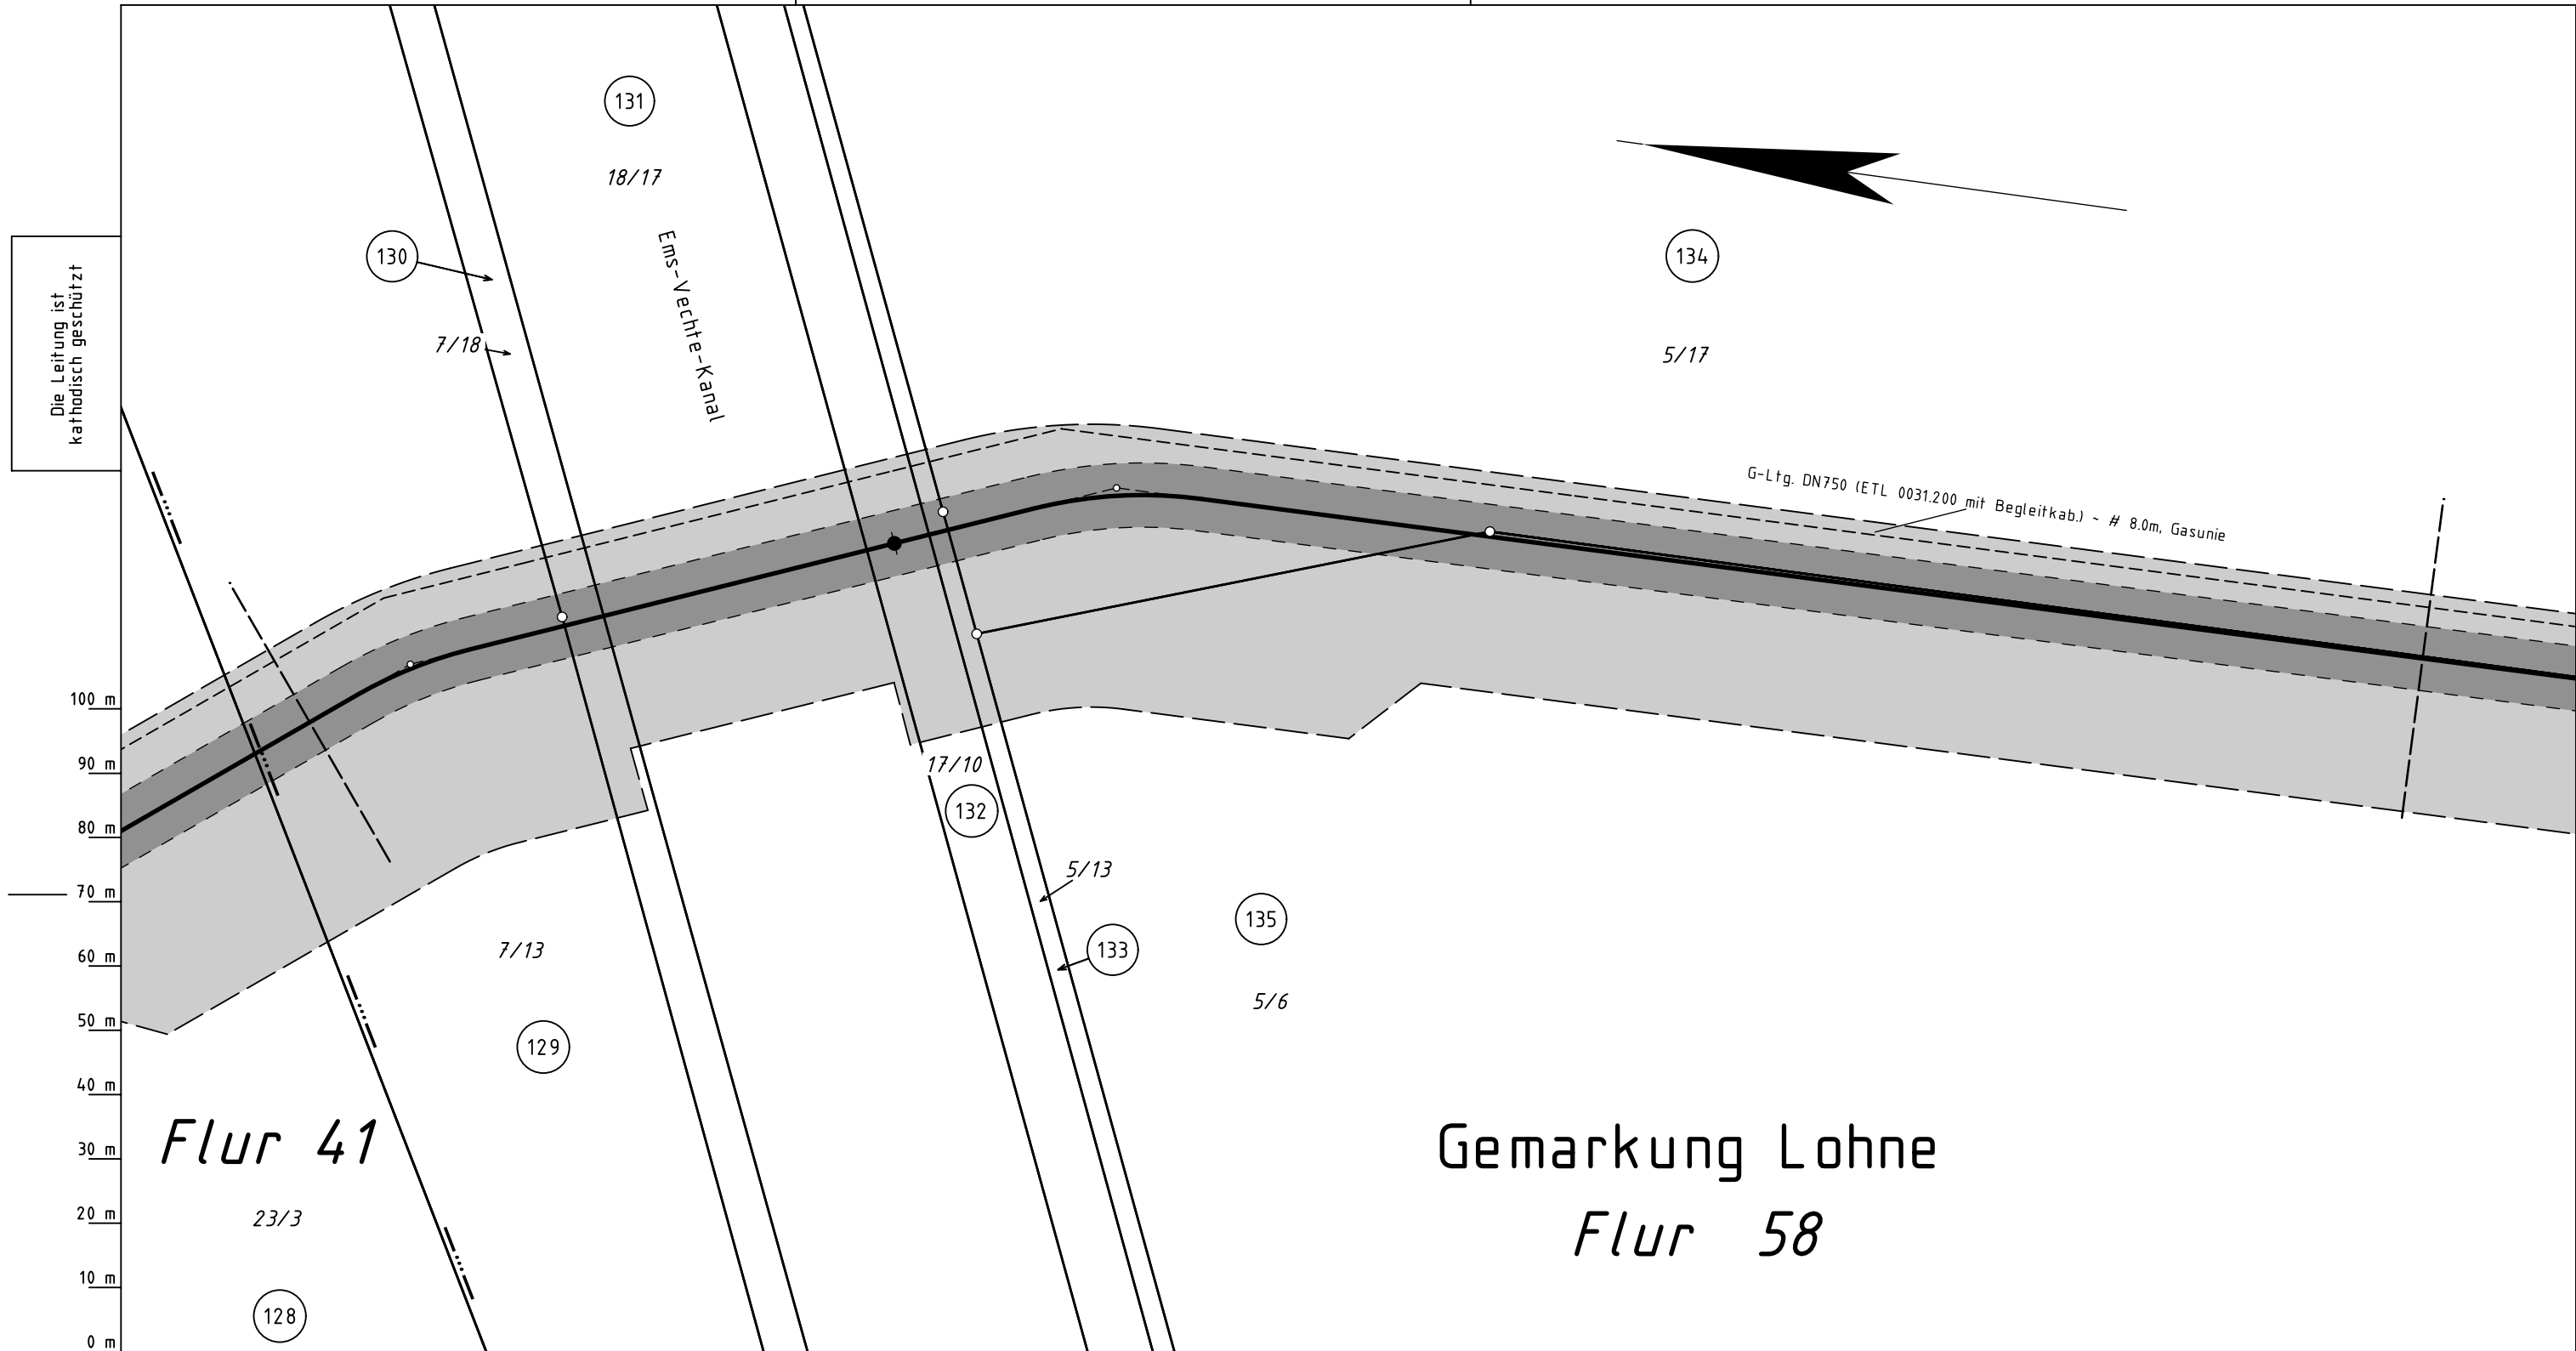 131
18/17
130
134
Ems-Vechte-Kanal
Die Leitung ist
kathodisch geschützt
7/18
5/17
G-Ltg. DN750 (ETL 0031.200 mit Begleitkab.) ~ # 8.0m, Gasunie
100 m
90 m
80 m
70 m
60 m
50 m
40 m
30 m
20 m
10 m
0 m
17/10
132
5/13
135
133
7/13
5/6
129
Flur 41
Gemarkung Lohne
Flur 58
23/3
128